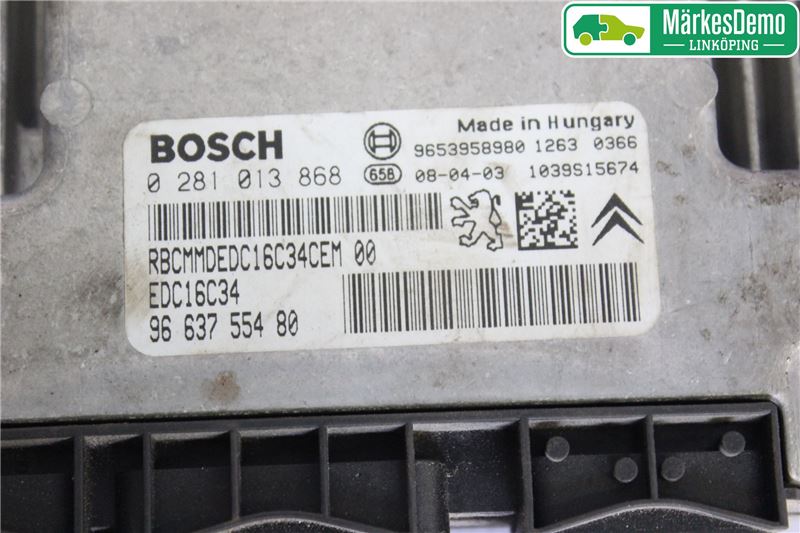 MärkesDemo
LINKÖPING
BOSCH
Made in Hungary
9653958980 1263 0366
0 281 013 868
658 08-04-03 1039S15674
RBCMMDEDC16C34CEM 00
EDC16C34
96 637 554 80